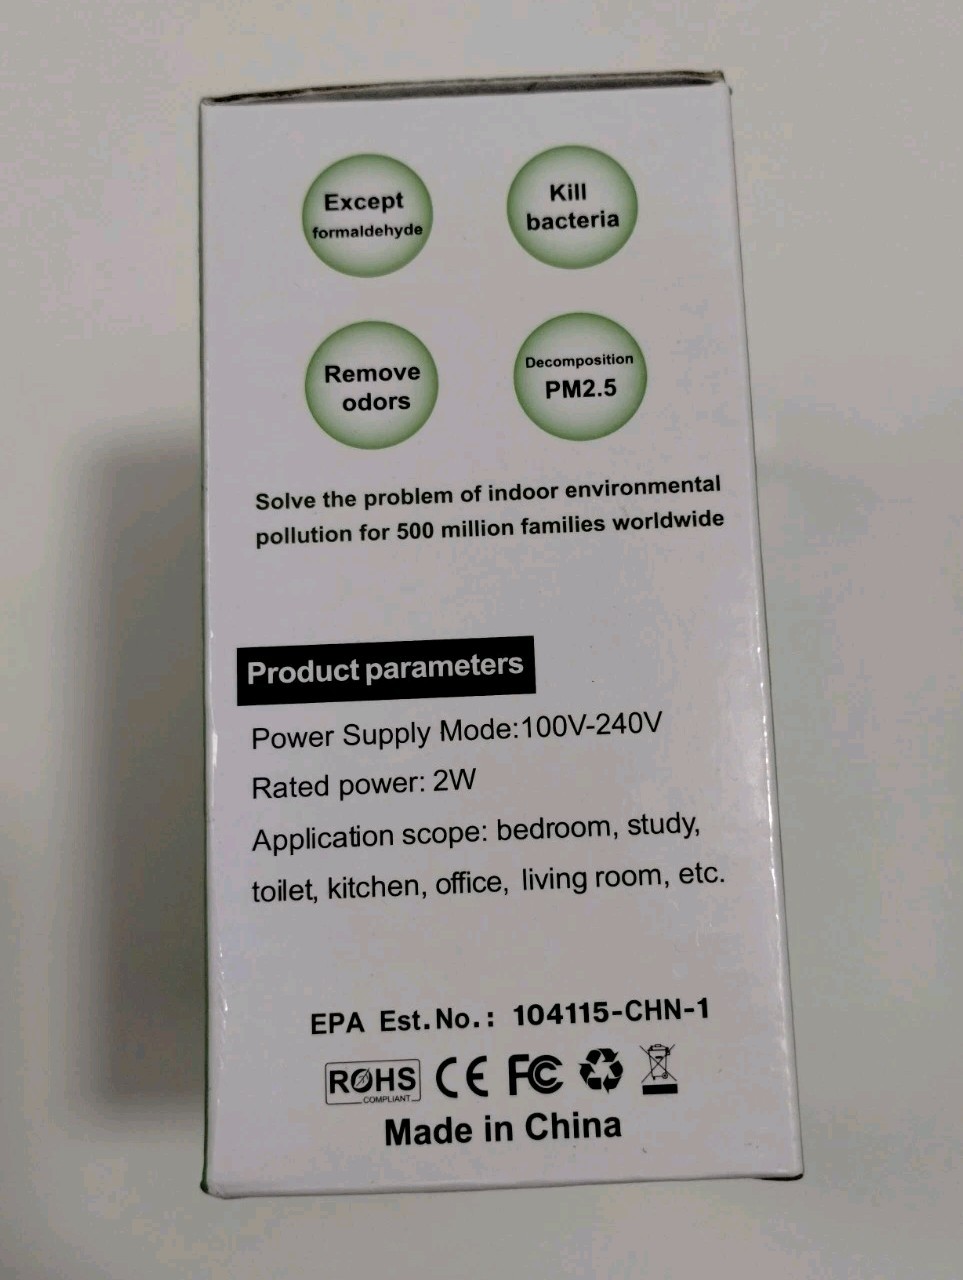 Except
formaldehyde
Kill
bacteria
Remove
odors
Decomposition
PM2.5
Solve the problem of indoor environmental
pollution for 500 million families worldwide
Product parameters
Power Supply Mode:100V-240V
Rated power: 2W
Application scope: bedroom, study,
toilet, kitchen, office, living room, etc.
EPA Est.No.: 104115-CHN-1
ROHS
COMPLIANT
CE FC
Made in China